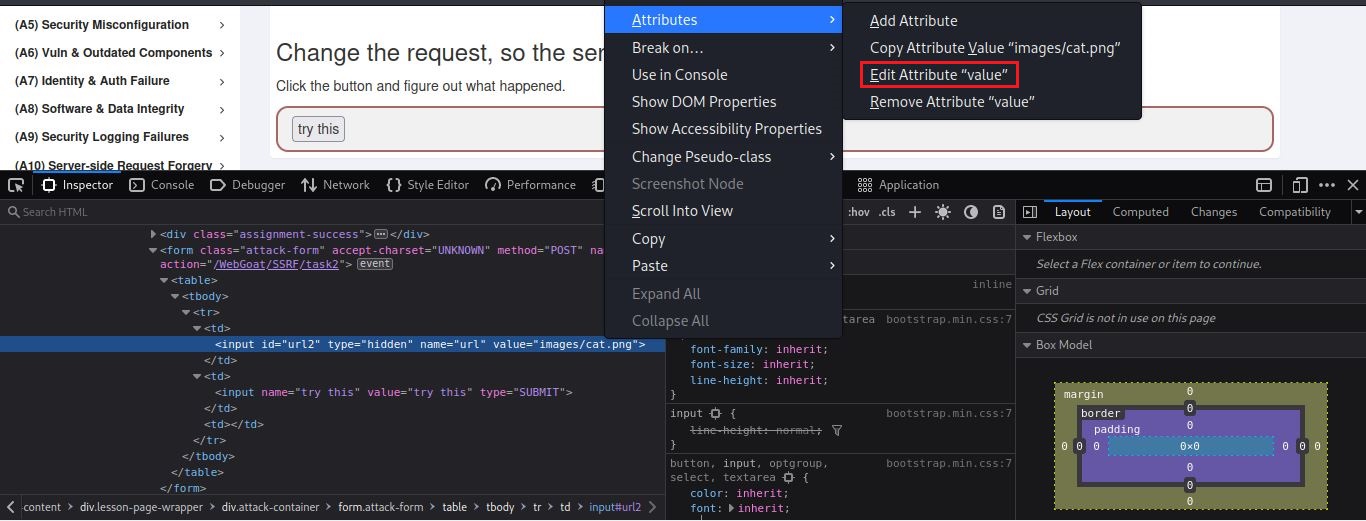 (A5) Security Misconfiguration
(A6) Vuln & Outdated Components
(A7) Identity & Auth Failure
(A8) Software & Data Integrity
(A9) Security Logging Failures
(A10) Server-side Request Forgery
Change the request, so the ser
Click the button and figure out what happened.
try this
Attributes
Break on…
Use in Console
Show DOM Properties
Show Accessibility Properties
Change Pseudo-class
Screenshot Node
Scroll Into View
Copy
Paste
Expand All
Collapse All
Add Attribute
Copy Attribute Value “images/cat.png”
Edit Attribute “value”
Remove Attribute “value”
Inspector Console Debugger Network Style Editor Performance Application
Search HTML
<div class="assignment-success"> </div>
<form class="attack-form" accept-charset="UNKNOWN" method="POST" na
action="/WebGoat/SSRF/task2"> event
<table>
<tbody>
<tr>
<td>
<input id="url2" type="hidden" name="url" value="images/cat.png">
</td>
<td>
<input name="try this" value="try this" type="SUBMIT">
</td>
<td></td>
</tr>
</tbody>
</table>
</form>
-content div.lesson-page-wrapper div.attack-container form.attack-form table tbody tr td input#url2
:hov .cls
inline
tarea bootstrap.min.css:7
font-family: inherit;
font-size: inherit;
line-height: inherit;
}
input { bootstrap.min.css:7
line-height: normal;
}
button, input, optgroup, bootstrap.min.css:7
select, textarea {
color: inherit;
font: inherit;
Layout Computed Changes Compatibility
Flexbox
Select a Flex container or item to continue.
Grid
CSS Grid is not in use on this page
Box Model
margin 0
border 0
padding 0
0 0 0 0×0 0 0 0
0
0
0